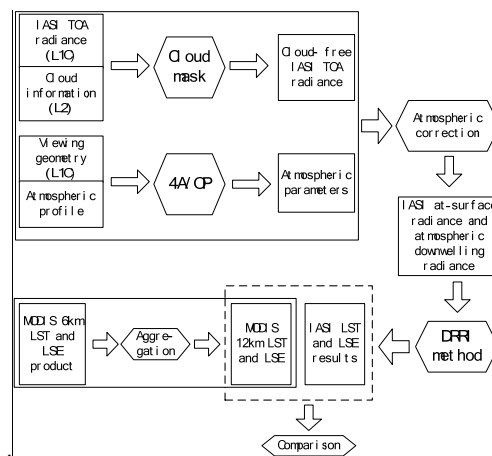 IASI TOA
radiance
(L1C)
Cloud
information
(L2)
Cloud
mask
Cloud-free
IASI TOA
radiance
Viewing
geometry
(L1C)
Atmospheric
profile
4A/OP
Atmospheric
parameters
Atmospheric
correction
IASI at-surface
radiance and
atmospheric
downwelling
radiance
MODIS 6km
LST and
LSE
product
Aggre-
gation
MODIS
12km LST
and LSE
IASI LST
and LSE
results
DRRI
method
Comparison